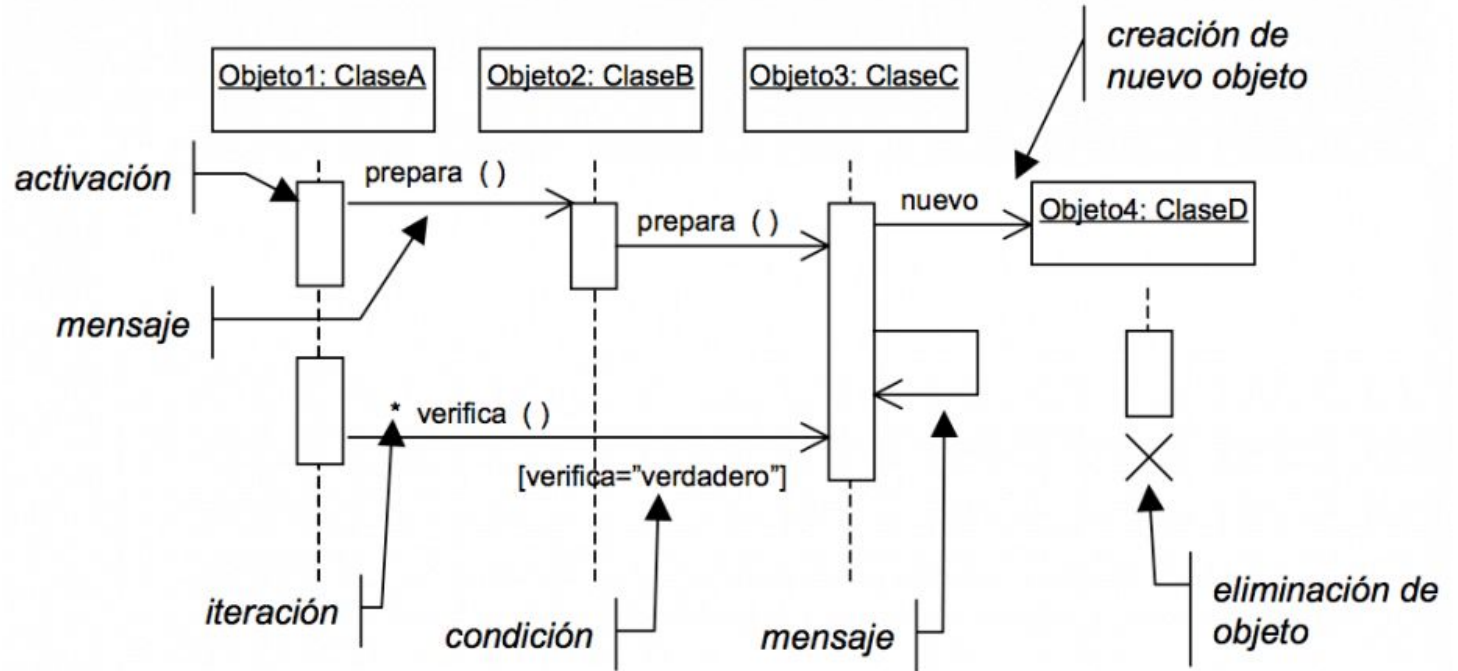 creación de
nuevo objeto
Objeto1: ClaseA
Objeto2: ClaseB
Objeto3: ClaseC
activación
prepara ( )
nuevo
Objeto4: ClaseD
prepara ( )
mensaje
* verifica ( )
[verifica=”verdadero”]
iteración
condición
mensaje
eliminación de
objeto